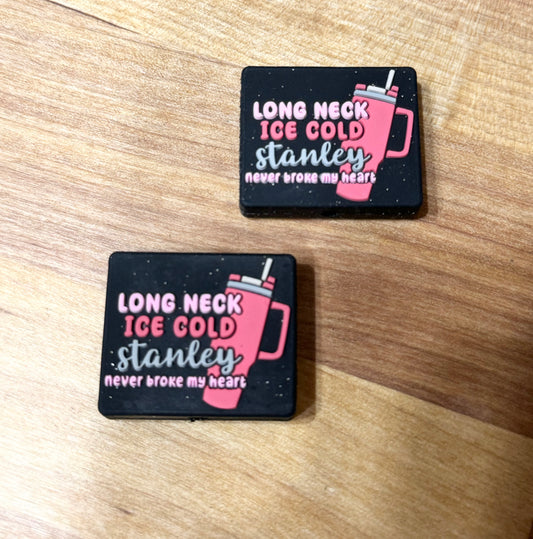 LONG NECK
ICE COLD
stanley
never broke my heart
LONG NECK
ICE COLD
stanley
never broke my heart